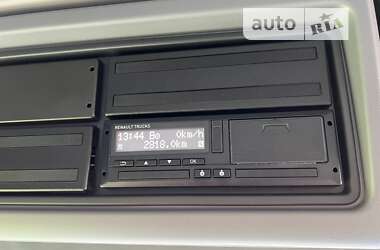 auto RIA
RENAULT TRUCKS
13:44 0km/h
2818.0km
OK